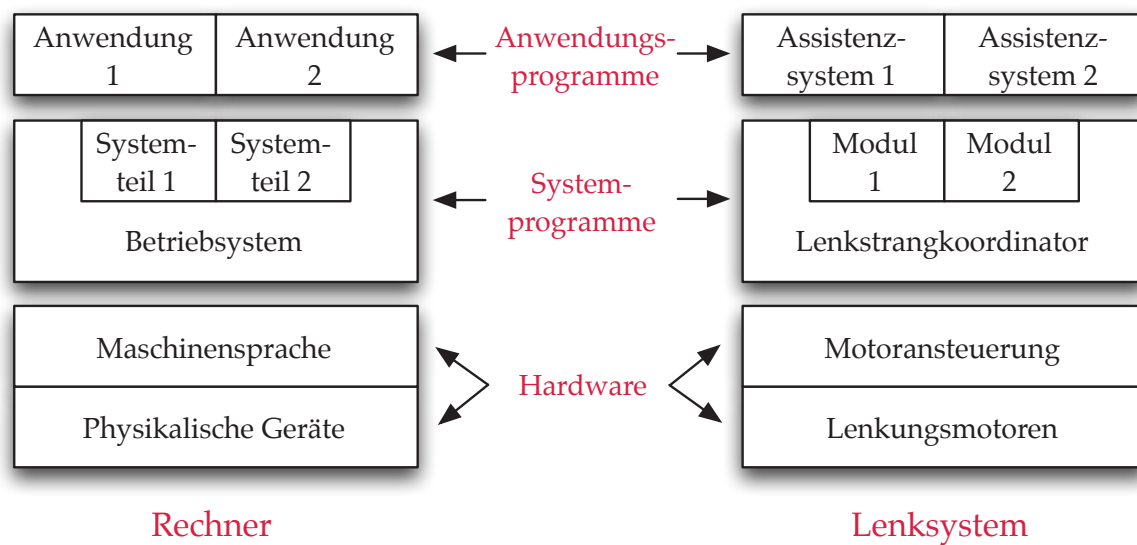 Anwendung
1
Anwendung
2
Anwendungs-
programme
Assistenz-
system 1
Assistenz-
system 2
System-
teil 1
System-
teil 2
Betriebsystem
System-
programme
Modul
1
Modul
2
Lenkstrangkoordinator
Maschinensprache
Physikalische Geräte
Hardware
Motoransteuerung
Lenkungsmotoren
Rechner
Lenksystem